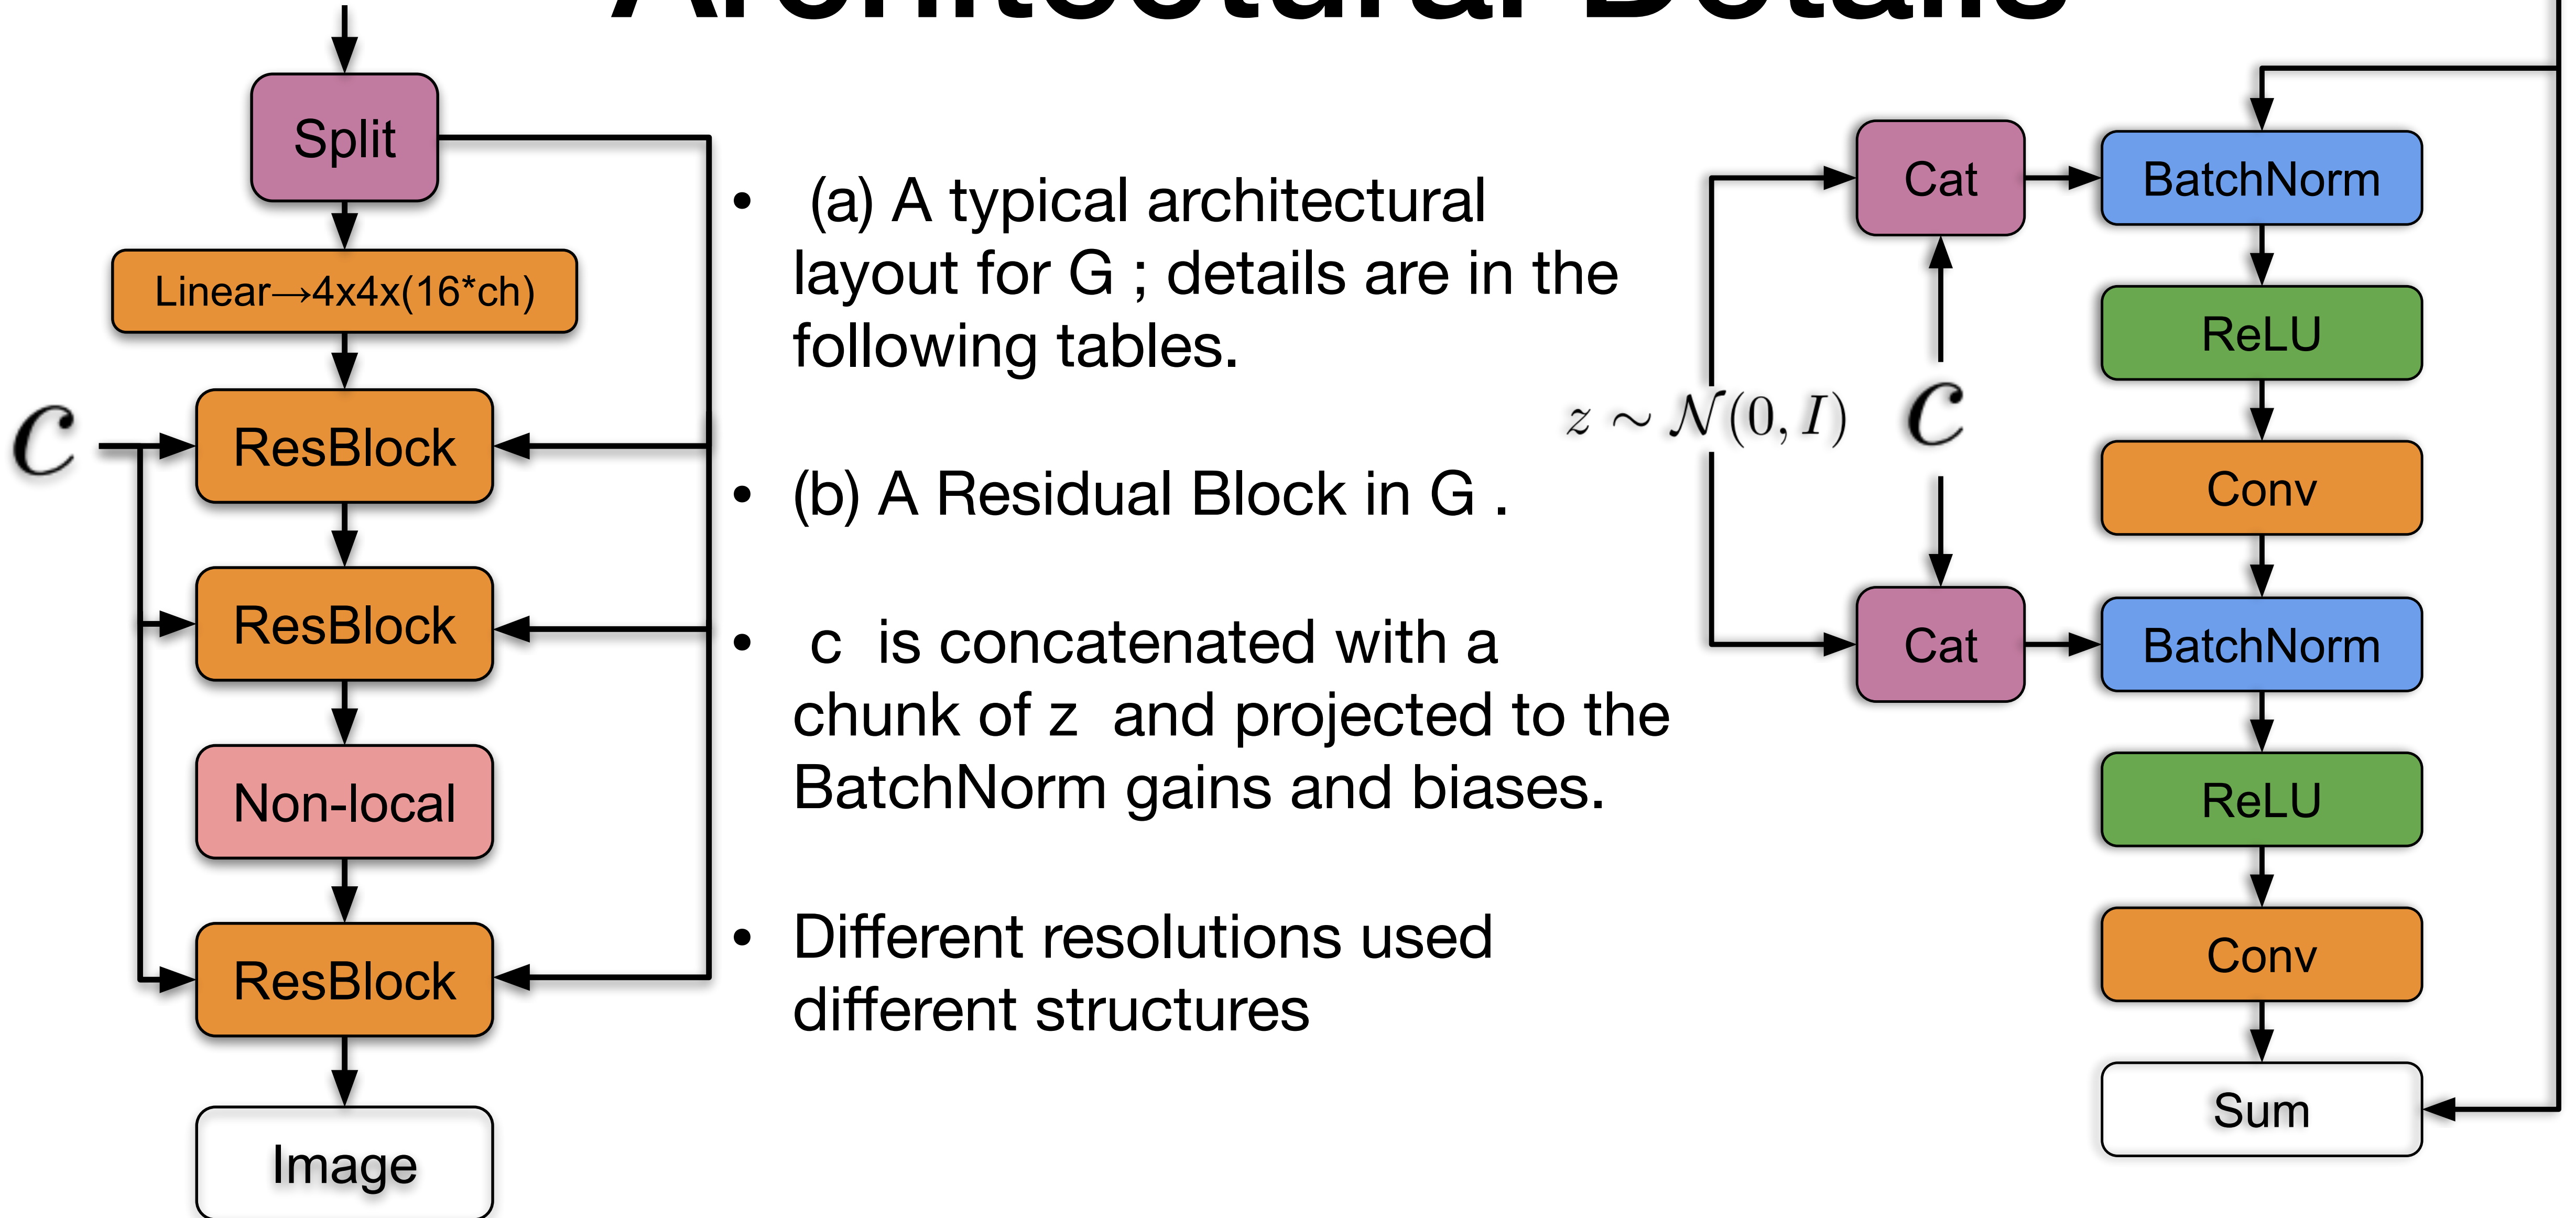 Architectural Details
Split
Linear→4x4x(16*ch)
c
ResBlock
ResBlock
Non-local
ResBlock
Image
• (a) A typical architectural
layout for G ; details are in the
following tables.
• (b) A Residual Block in G .
• c is concatenated with a
chunk of z and projected to the
BatchNorm gains and biases.
• Different resolutions used
different structures
z ∼ 𝒩(0, I)
c
Cat
Cat
BatchNorm
ReLU
Conv
BatchNorm
ReLU
Conv
Sum